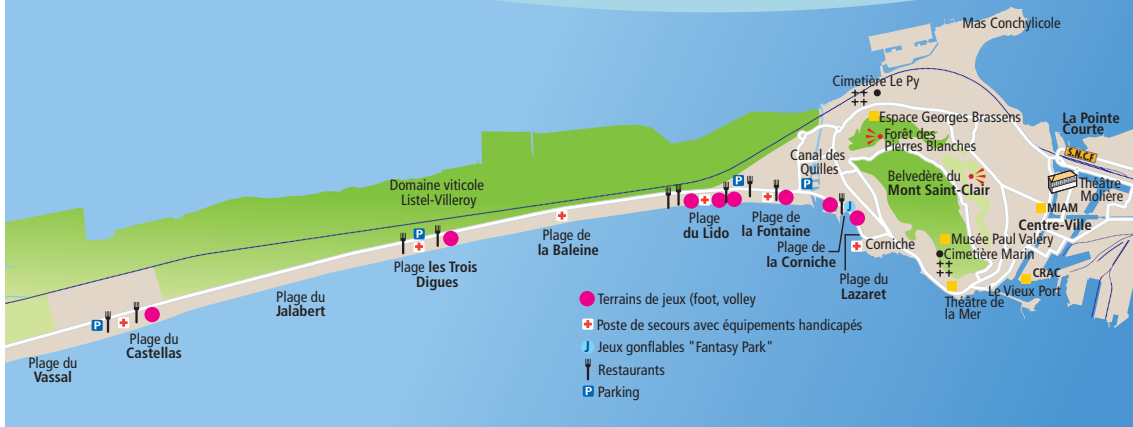 Mas Conchylicole
Cimetière Le Py
Espace Georges Brassens
Forêt des
Pierres Blanches
La Pointe
Courte
S.N.C.F
Canal des
Quilles
Belvedère du
Mont Saint-Clair
Théâtre
Molière
Domaine viticole
Listel-Villeroy
P
P
MIAM
Centre-Ville
Plage
du Lido
Plage de
la Fontaine
Plage de
la Corniche
J
Corniche
Musée Paul Valéry
Cimetière Marin
Plage de
la Baleine
P
Plage les Trois
Digues
Plage du
Lazaret
CRAC
Le Vieux Port
Théâtre de
la Mer
Plage du
Jalabert
P
Plage du
Castellas
Plage du
Vassal
Terrains de jeux (foot, volley
Poste de secours avec équipements handicapés
J Jeux gonflables "Fantasy Park"
Restaurants
P Parking